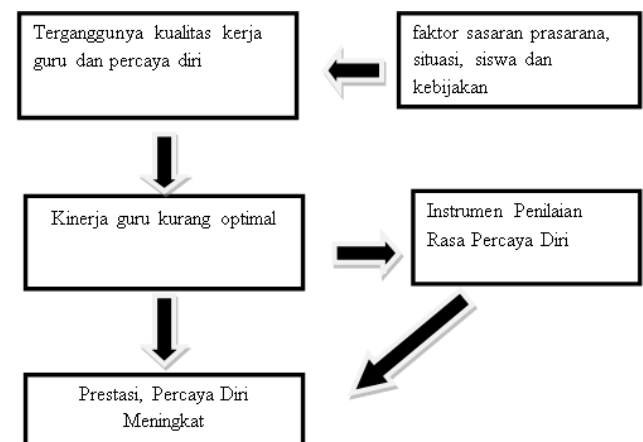 Terganggunya kualitas kerja
guru dan percaya diri
faktor sasaran prasarana,
situasi, siswa dan
kebijakan
Kinerja guru kurang optimal
Instrumen Penilaian
Rasa Percaya Diri
Prestasi, Percaya Diri
Meningkat